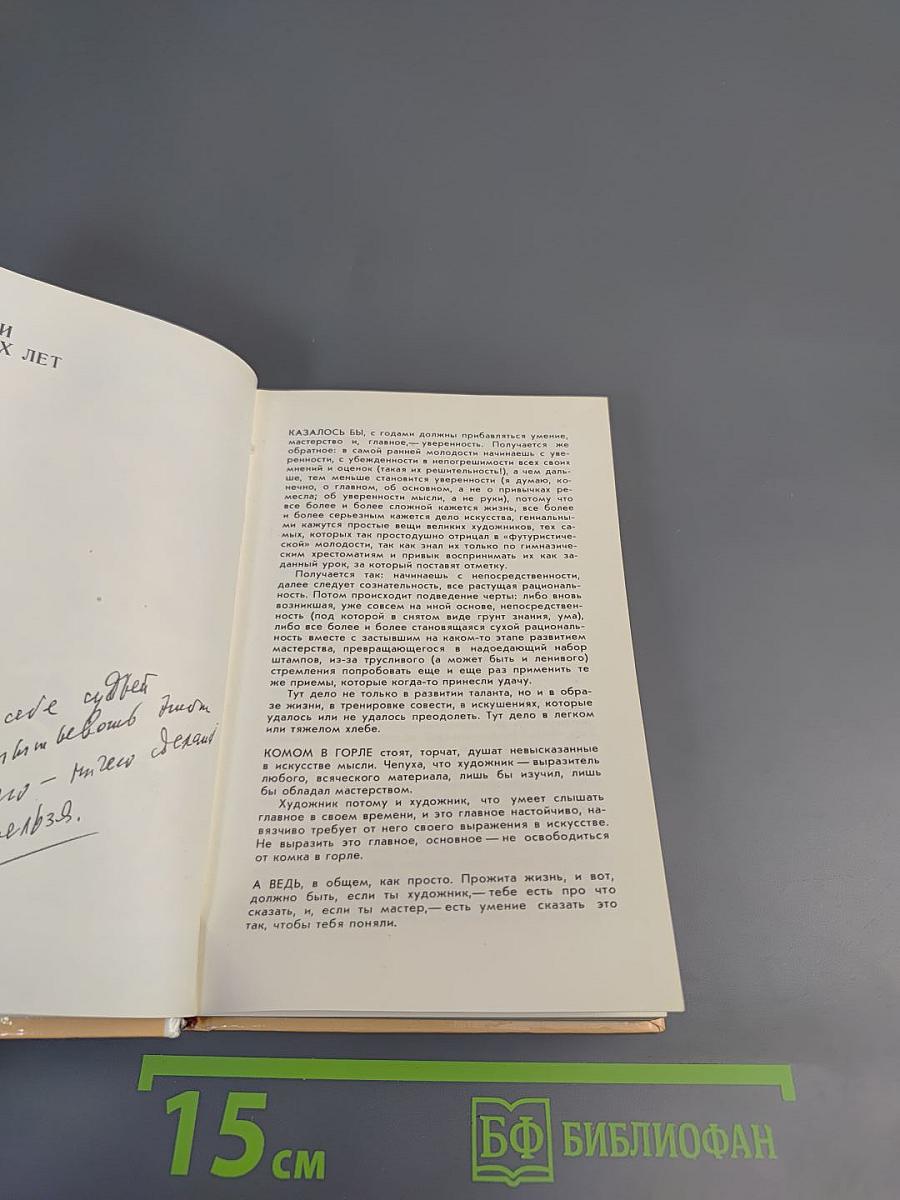 И
Х ЛЕТ
себе судьей
этот
— ничего сделать
нельзя.
КАЗАЛОСЬ БЫ, с годами должны прибавляться умение,
мастерство и, главное,— уверенность. Получается же
обратное: в самой ранней молодости начинаешь с уве-
ренности, с убежденности в непогрешимости всех своих
мнений и оценок (такая их решительность!), а чем даль-
ше, тем меньше становится уверенности (я думаю, ко-
нечно, о главном, об основном, а не о привычках ре-
месла; об уверенности мысли, а не руки), потому что
все более и более сложной кажется жизнь, все более
и более серьезным кажется дело искусства, гениальны-
ми кажутся простые вещи великих художников, тех са-
мых, которых так простодушно отрицал в «футуристиче-
ской» молодости, так как знал их только по гимназиче-
ским хрестоматиям и привык воспринимать их как за-
данный урок, за который поставят отметку.
Получается так: начинаешь с непосредственности,
далее следует сознательность, все растущая рациональ-
ность. Потом происходит подведение черты: либо вновь
возникшая, уже совсем на иной основе, непосредствен-
ность (под которой в снятом виде грунт знания, ума),
либо все более и более становящаяся сухой рациональ-
ность вместе с застывшим на каком-то этапе развитием
мастерства, превращающегося в надоедающий набор
штампов, из-за трусливого (а может быть и ленивого)
стремления попробовать еще и еще раз применить те
же приемы, которые когда-то принесли удачу.
Тут дело не только в развитии таланта, но и в обра-
зе жизни, в тренировке совести, в искушениях, которые
удалось или не удалось преодолеть. Тут дело в легком
или тяжелом хлебе.
КОМОМ В ГОРЛЕ стоят, торчат, душат невысказанные
в искусстве мысли. Чепуха, что художник — выразитель
любого, всяческого материала, лишь бы изучил, лишь
бы обладал мастерством.
Художник потому и художник, что умеет слышать
главное в своем времени, и это главное настойчиво, на-
вязчиво требует от него своего выражения в искусстве.
Не выразить это главное, основное — не освободиться
от комка в горле.
А ВЕДЬ, в общем, как просто. Прожита жизнь, и вот,
должно быть, если ты художник,— тебе есть про что
сказать, и, если ты мастер,— есть умение сказать это
так, чтобы тебя поняли.
15 см
БФ БИБЛИОФАН